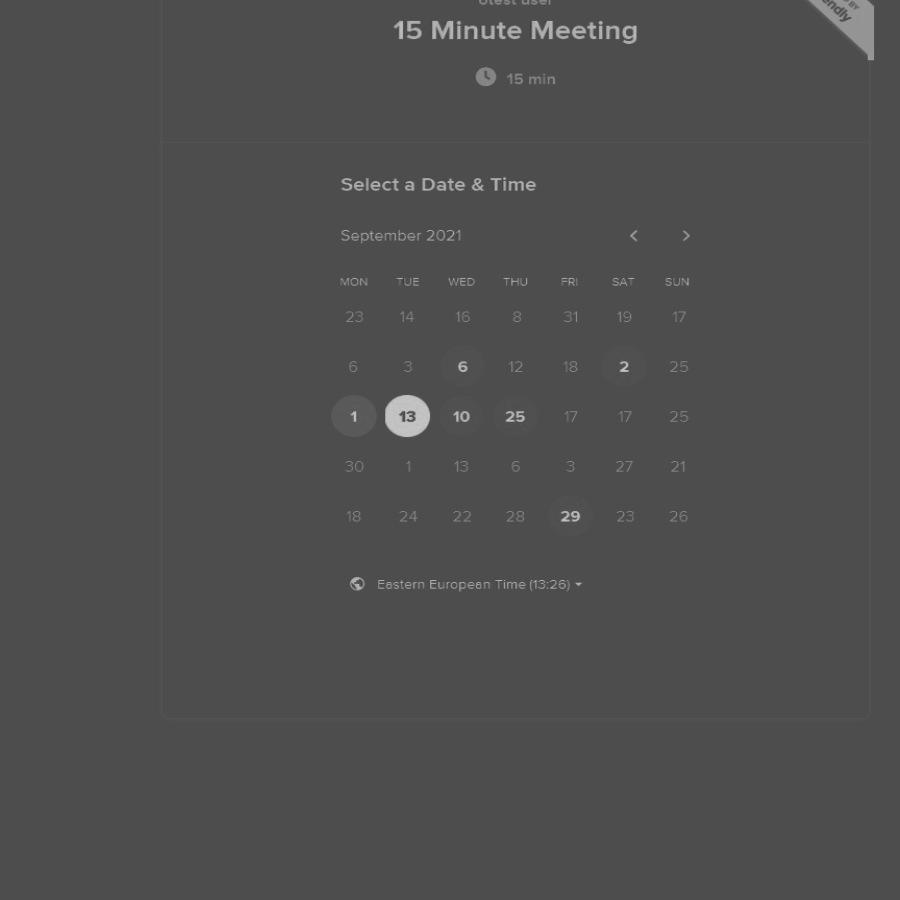 15 Minute Meeting
15 min
Select a Date & Time
September 2021
MON TUE WED THU FRI SAT SUN
23 14 16 8 31 19 17
6 3 6 12 18 2 25
1 13 10 25 17 17 25
30 1 13 6 3 27 21
18 24 22 28 29 23 26
Eastern European Time (13:26)